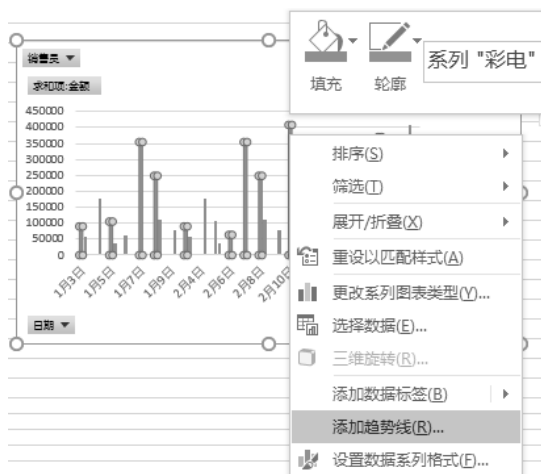 填充
轮廓
系列 "彩电"
销售员
求和项:金额
450000
400000
350000
300000
250000
200000
150000
100000
50000
0
1月3日
1月5日
1月7日
1月9日
2月4日
2月6日
2月8日
2月10日
日期
排序(S)
筛选(T)
展开/折叠(X)
重设以匹配样式(A)
更改系列图表类型(Y)...
选择数据(E)...
三维旋转(R)...
添加数据标签(B)
添加趋势线(R)...
设置数据系列格式(F)...